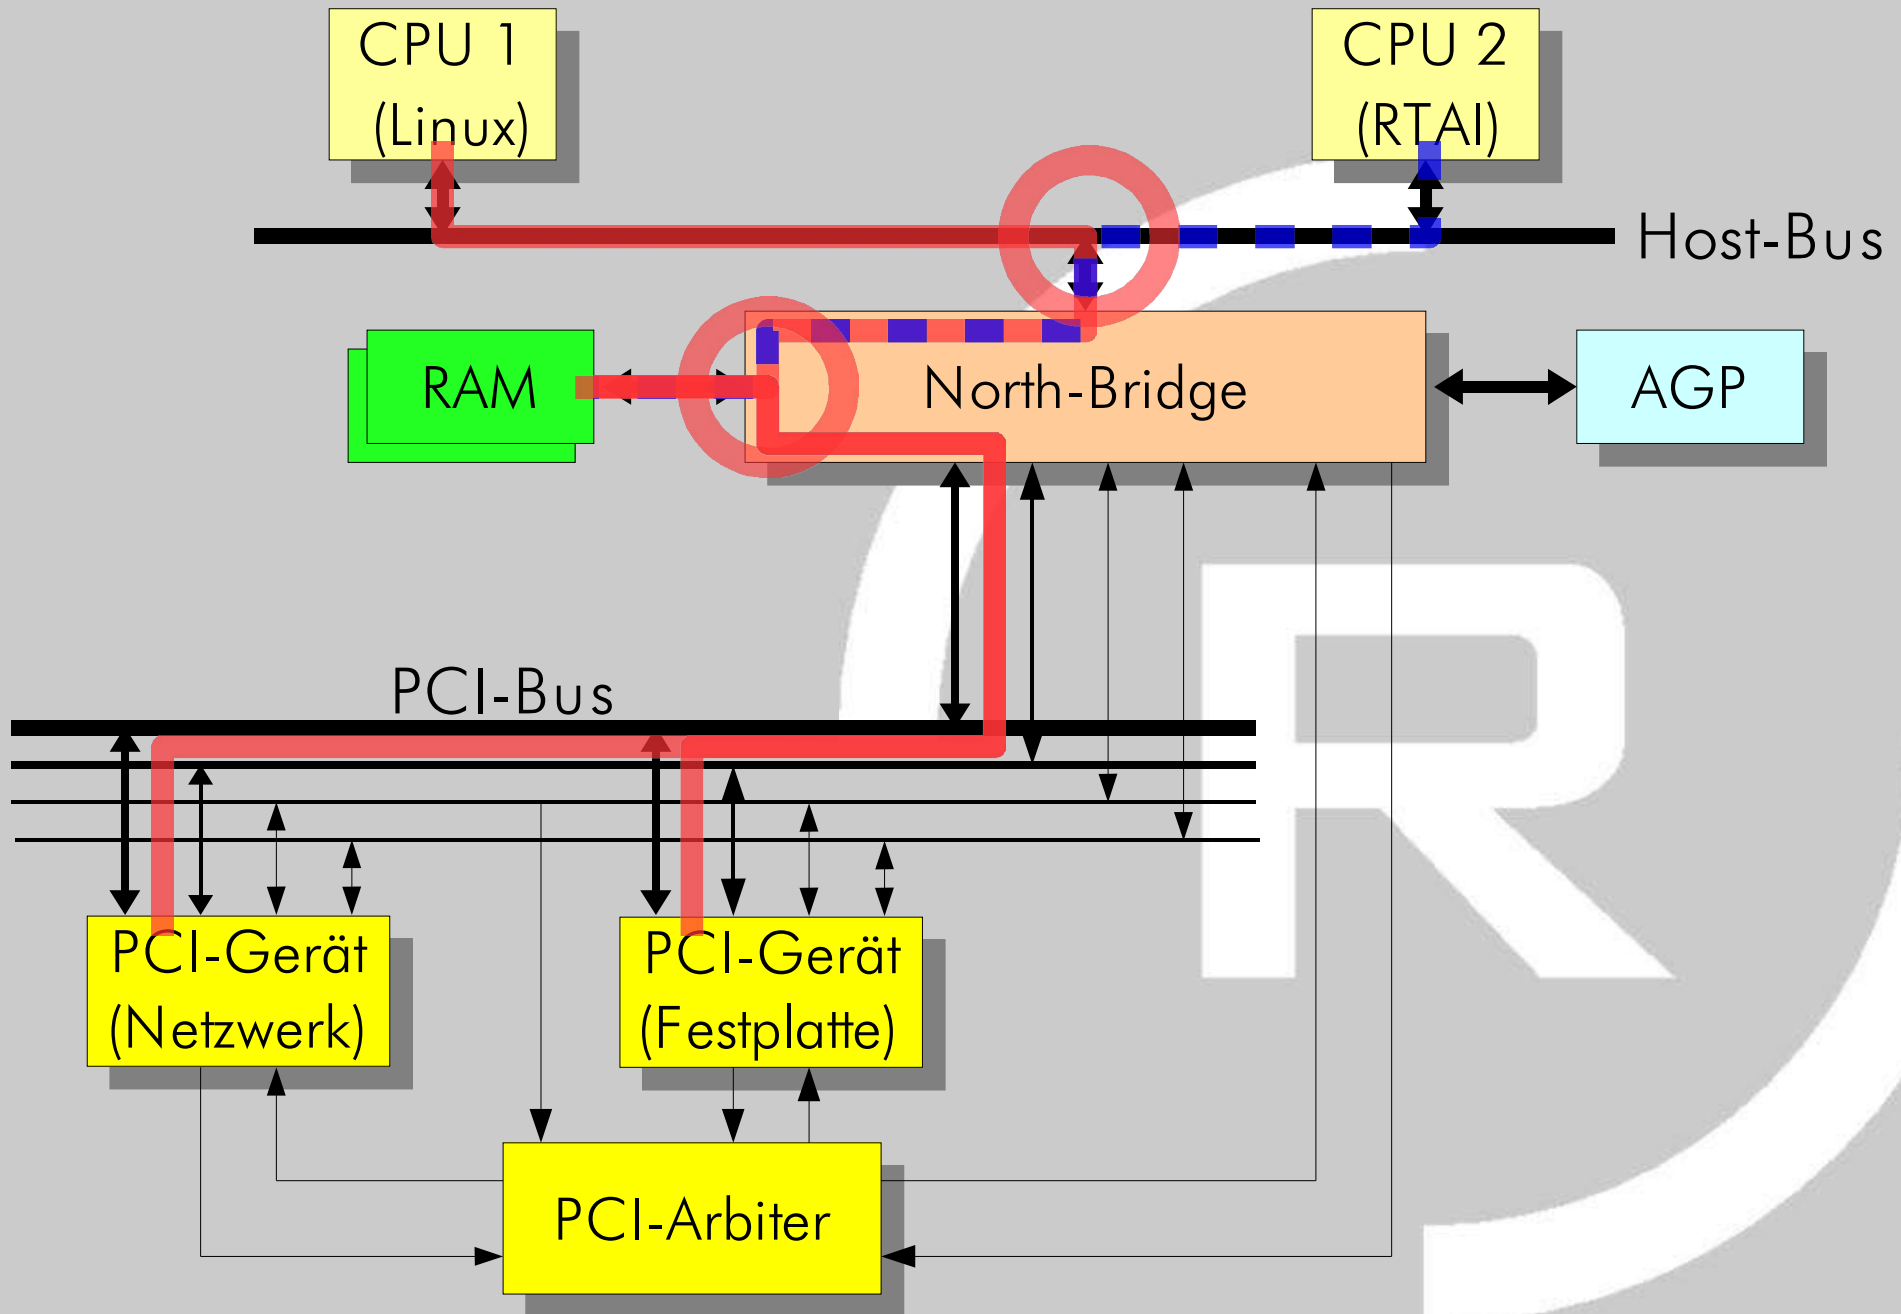 CPU 1
(Linux)
CPU 2
(RTAI)
Host-Bus
RAM
North-Bridge
AGP
PCI-Bus
PCI-Gerät
(Netzwerk)
PCI-Gerät
(Festplatte)
PCI-Arbiter
R